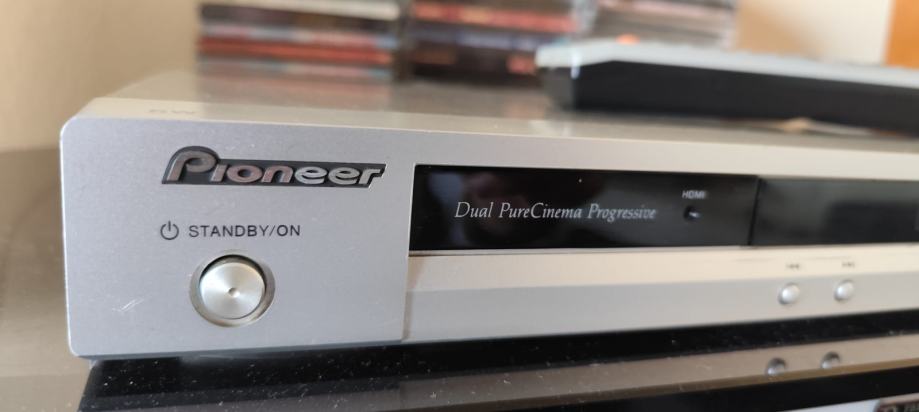 Pioneer
STANDBY/ON
Dual PureCinema Progressive
HDMI